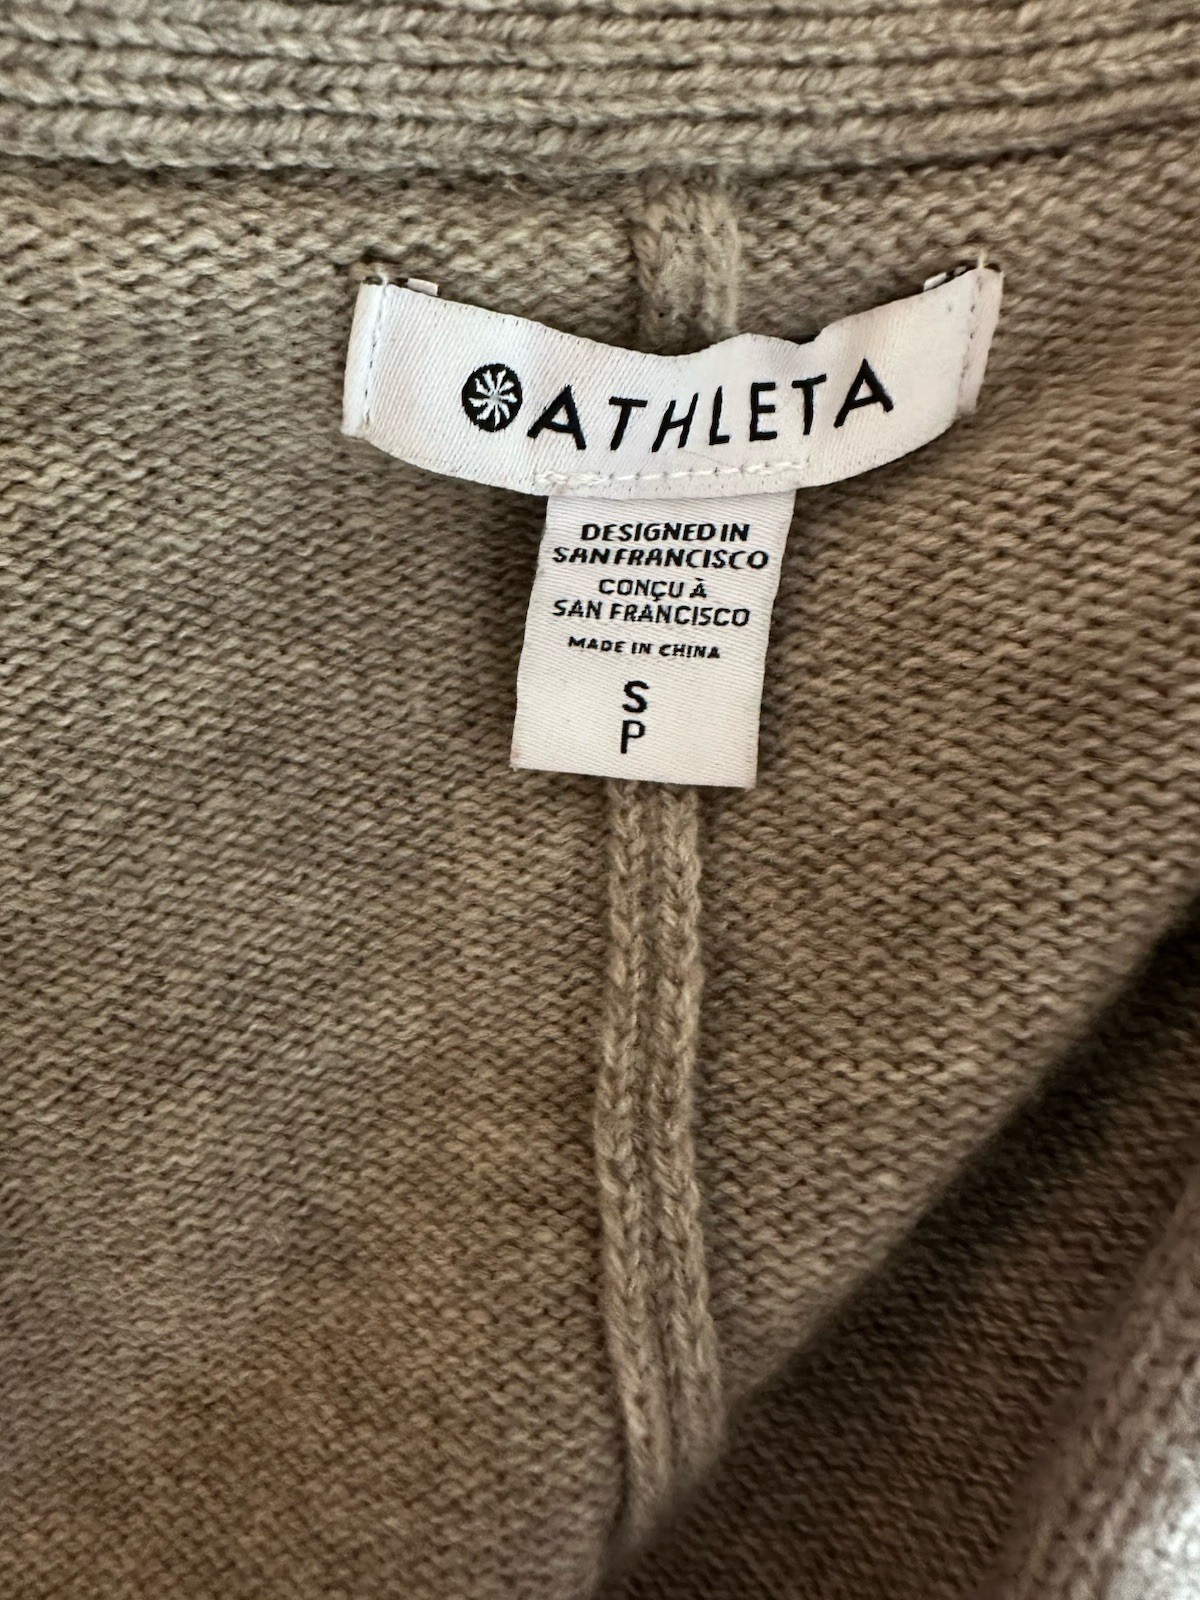 ATHLETA
DESIGNED IN
SAN FRANCISCO
CONÇU À
SAN FRANCISCO
MADE IN CHINA
S
P